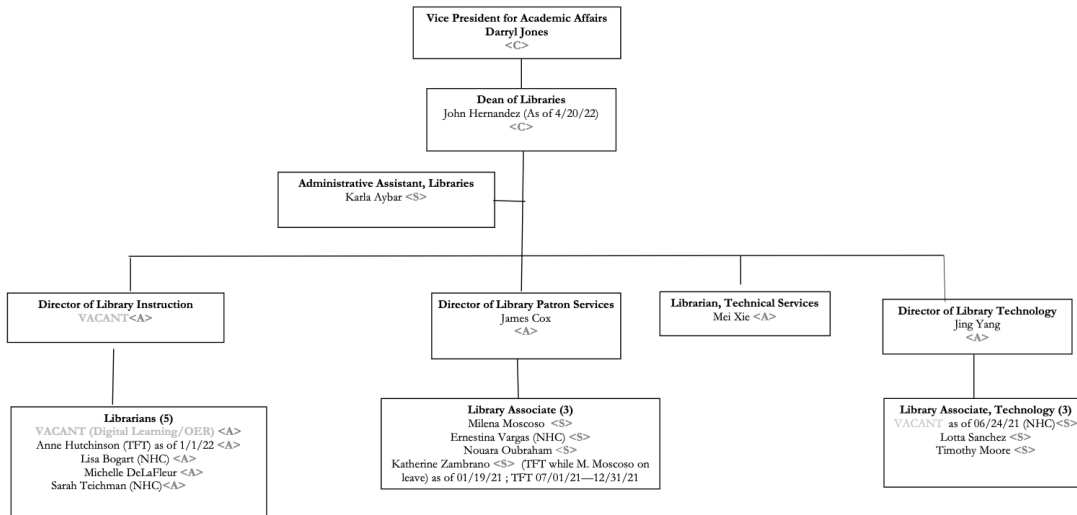 Vice President for Academic Affairs
Darryl Jones
<C>
Dean of Libraries
John Hernandez (As of 4/20/22)
<C>
Administrative Assistant, Libraries
Karla Aybar <S>
Director of Library Instruction
VACANT<A>
Director of Library Patron Services
James Cox
<A>
Librarian, Technical Services
Mei Xie <A>
Director of Library Technology
Jing Yang
<A>
Librarians (5)
VACANT (Digital Learning/OER) <A>
Anne Hutchinson (TFT) as of 1/1/22 <A>
Lisa Bogart (NHC) <A>
Michelle DeLaFleur <A>
Sarah Teichman (NHC)<A>
Library Associate (3)
Milena Moscoso <S>
Ernestina Vargas (NHC) <S>
Nouara Oubraham <S>
Katherine Zambrano <S> (TFT while M. Moscoso on
leave) as of 01/19/21 ; TFT 07/01/21—12/31/21
Library Associate, Technology (3)
VACANT as of 06/24/21 (NHC)<S>
Lotta Sanchez <S>
Timothy Moore <S>